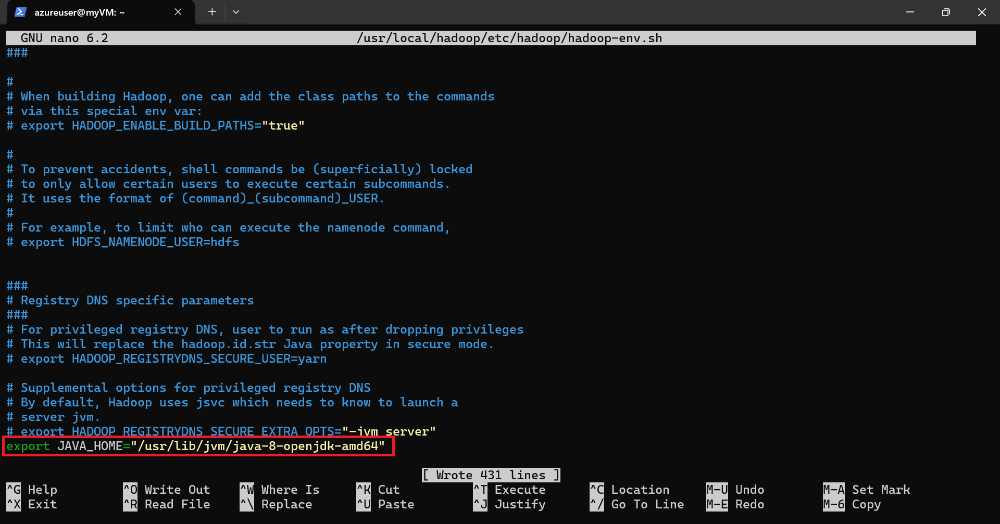 azureuser@myVM: ~
GNU nano 6.2 /usr/local/hadoop/etc/hadoop/hadoop-env.sh
###
#
# When building Hadoop, one can add the class paths to the commands
# via this special env var:
# export HADOOP_ENABLE_BUILD_PATHS="true"
#
# To prevent accidents, shell commands be (superficially) locked
# to only allow certain users to execute certain subcommands.
# It uses the format of (command)_(subcommand)_USER.
#
# For example, to limit who can execute the namenode command,
# export HDFS_NAMENODE_USER=hdfs
###
# Registry DNS specific parameters
###
# For privileged registry DNS, user to run as after dropping privileges
# This will replace the hadoop.id.str Java property in secure mode.
# export HADOOP_REGISTRYDNS_SECURE_USER=yarn
# Supplemental options for privileged registry DNS
# By default, Hadoop uses jsvc which needs to know to launch a
# server jvm.
# export HADOOP_REGISTRYDNS_SECURE_EXTRA_OPTS="-jvm server"
export JAVA_HOME="/usr/lib/jvm/java-8-openjdk-amd64"
[ Wrote 431 lines ]
^G Help ^O Write Out ^W Where Is ^K Cut ^T Execute ^C Location M-U Undo M-A Set Mark
^X Exit ^R Read File ^\ Replace ^U Paste ^J Justify ^/ Go To Line M-E Redo M-6 Copy